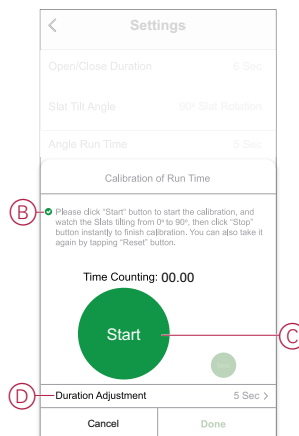 Settings
Open/Close Duration 5 Sec
Slat Tilt Angle 90° Slat Rotation
Angle Run Time 5 Sec
Calibration of Run Time
B
Please click "Start" button to start the calibration, and
watch the Slats tilting from 0º to 90º, then click "Stop"
button instantly to finish calibration. You can also take it
again by tapping "Reset" button.
Time Counting: 00.00
Start
C
D
Duration Adjustment 5 Sec >
Cancel Done